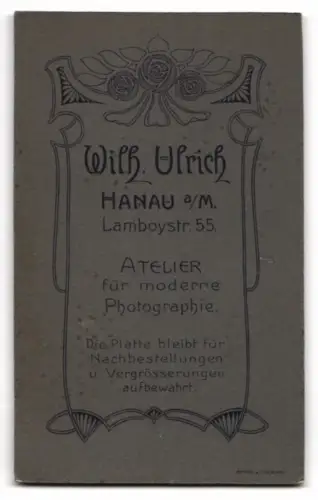 Wilh. Ulrich
HANAU a/M.
Lamboystr. 55.
ATELIER
für moderne
Photographie.
Die Platte bleibt für
Nachbestellungen
u. Vergrösserungen
aufbewahrt.